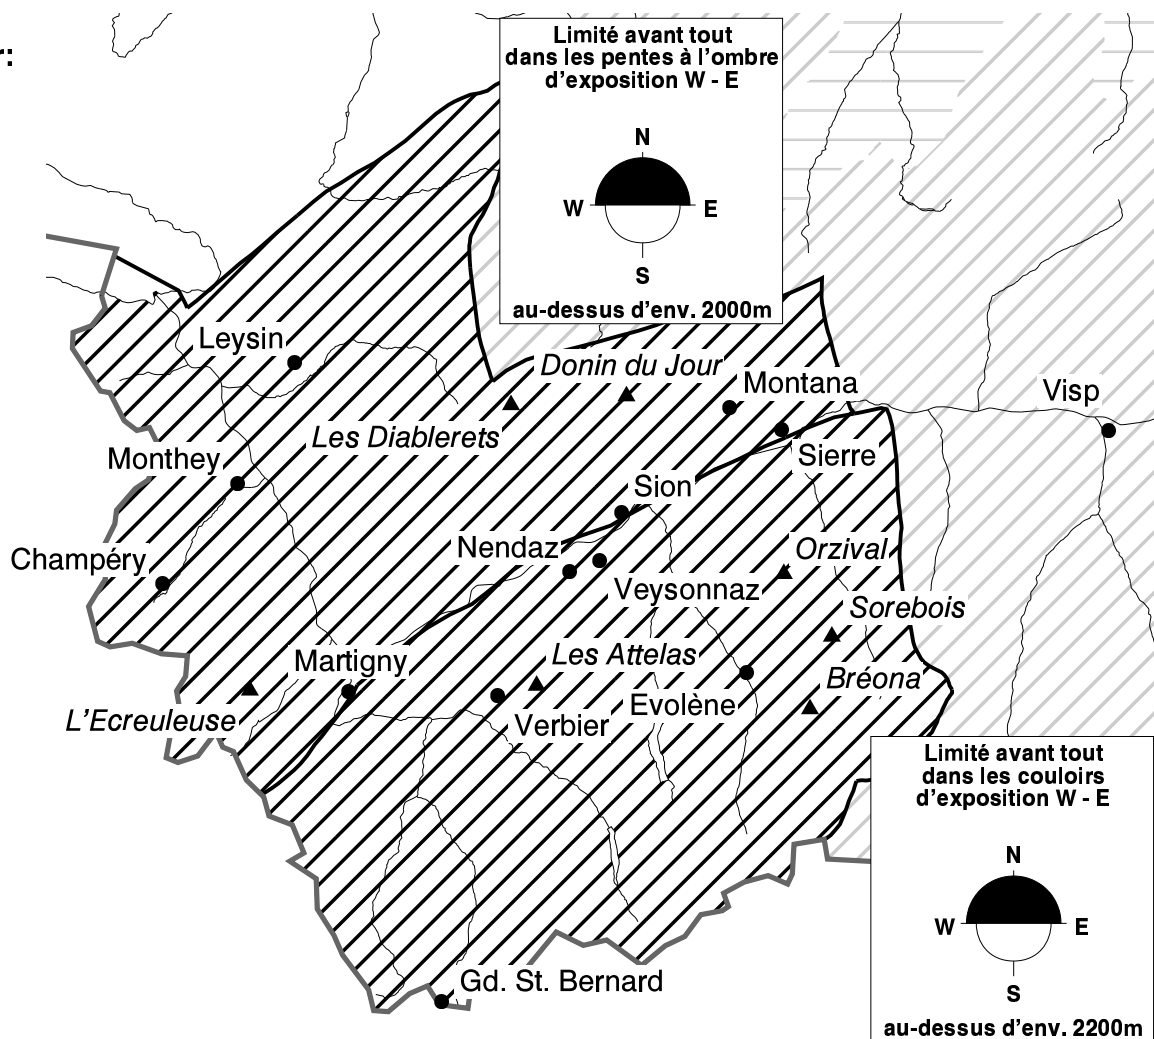 r:
Limité avant tout
dans les pentes à l’ombre
d’exposition W - E
N
W E
S
au-dessus d’env. 2000m
Leysin
Donin du Jour
Montana
Visp
Les Diablerets
Sierre
Monthey
Sion
Nendaz
Orzival
Champéry
Veysonnaz
Sorebois
Martigny
Les Attelas
Bréona
L’Ecreuleuse
Evolène
Verbier
Limité avant tout
dans les couloirs
d’exposition W - E
N
W E
S
au-dessus d’env. 2200m
Gd. St. Bernard